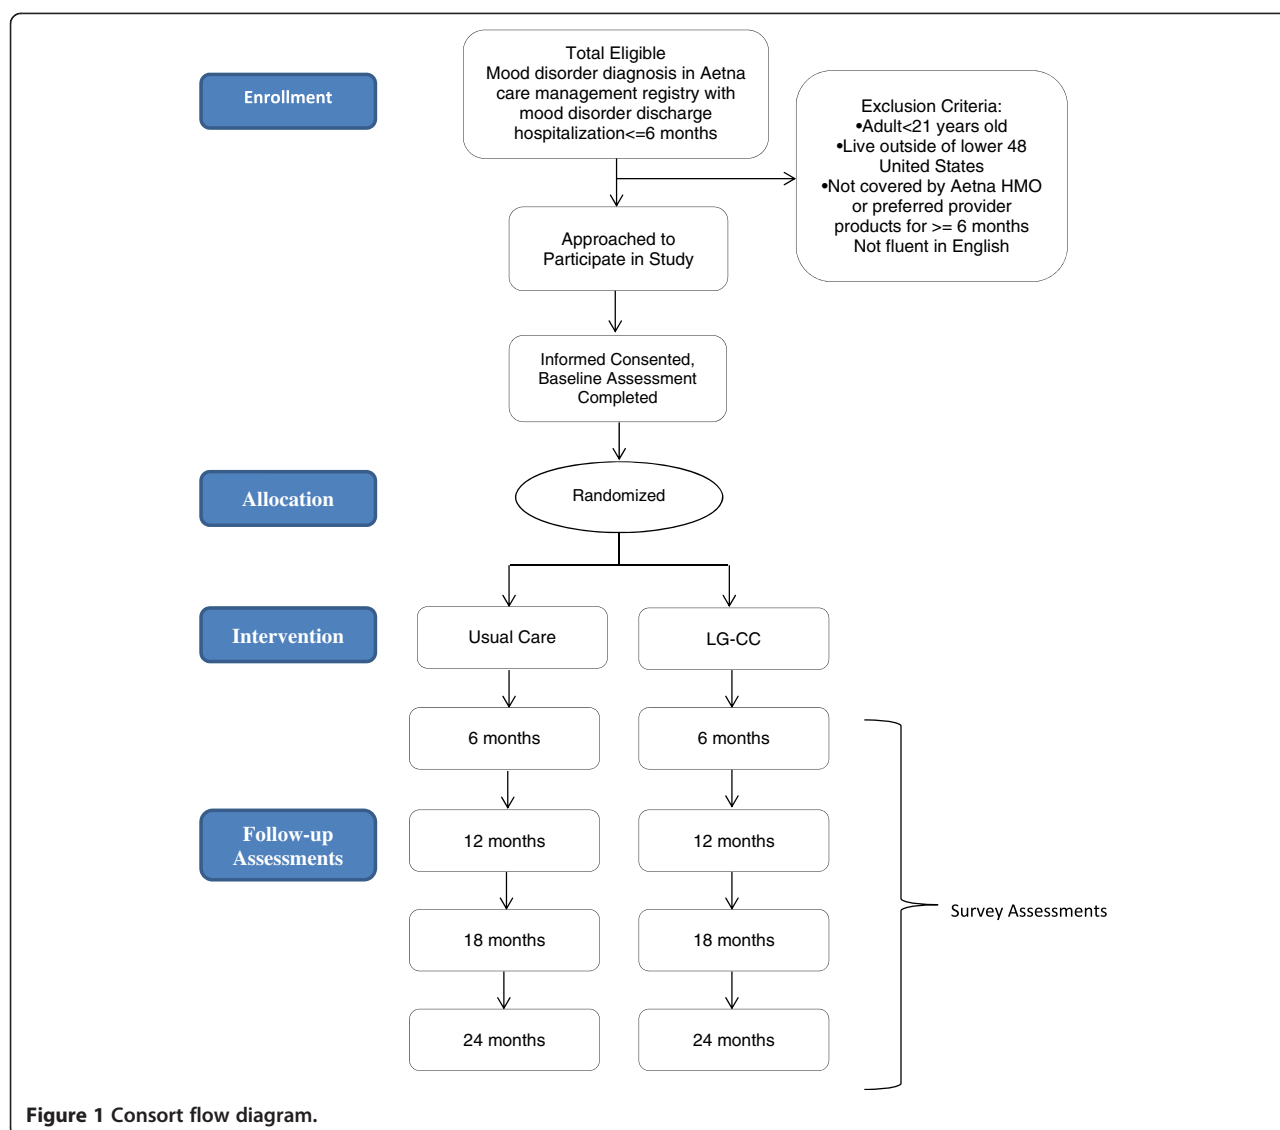 Enrollment
Total Eligible
Mood disorder diagnosis in Aetna
care management registry with
mood disorder discharge
hospitalization<=6 months
Exclusion Criteria:
•Adult<21 years old
•Live outside of lower 48
United States
•Not covered by Aetna HMO
or preferred provider
products for >= 6 months
Not fluent in English
Approached to
Participate in Study
Informed Consented,
Baseline Assessment
Completed
Allocation
Randomized
Intervention
Usual Care
LG-CC
6 months
6 months
Follow-up
Assessments
12 months
12 months
18 months
18 months
24 months
24 months
Survey Assessments
Figure 1 Consort flow diagram.